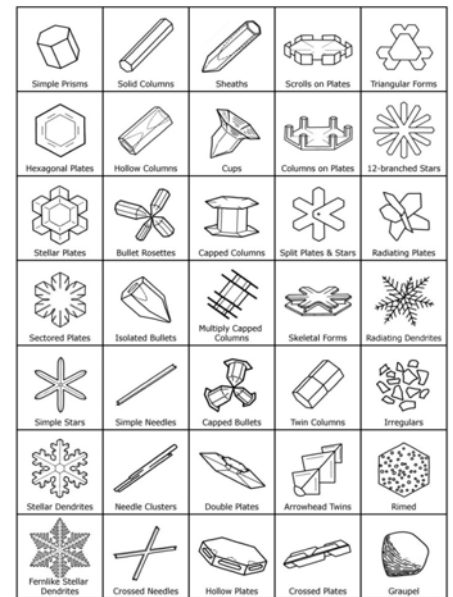 Simple Prisms
Solid Columns
Sheaths
Scrolls on Plates
Triangular Forms
Hexagonal Plates
Hollow Columns
Cups
Columns on Plates
12-branched Stars
Stellar Plates
Bullet Rosettes
Capped Columns
Split Plates & Stars
Radiating Plates
Sectored Plates
Isolated Bullets
Multiply Capped
Columns
Skeletal Forms
Radiating Dendrites
Simple Stars
Simple Needles
Capped Bullets
Twin Columns
Irregulars
Stellar Dendrites
Needle Clusters
Double Plates
Arrowhead Twins
Rimed
Fernlike Stellar
Dendrites
Crossed Needles
Hollow Plates
Crossed Plates
Graupel